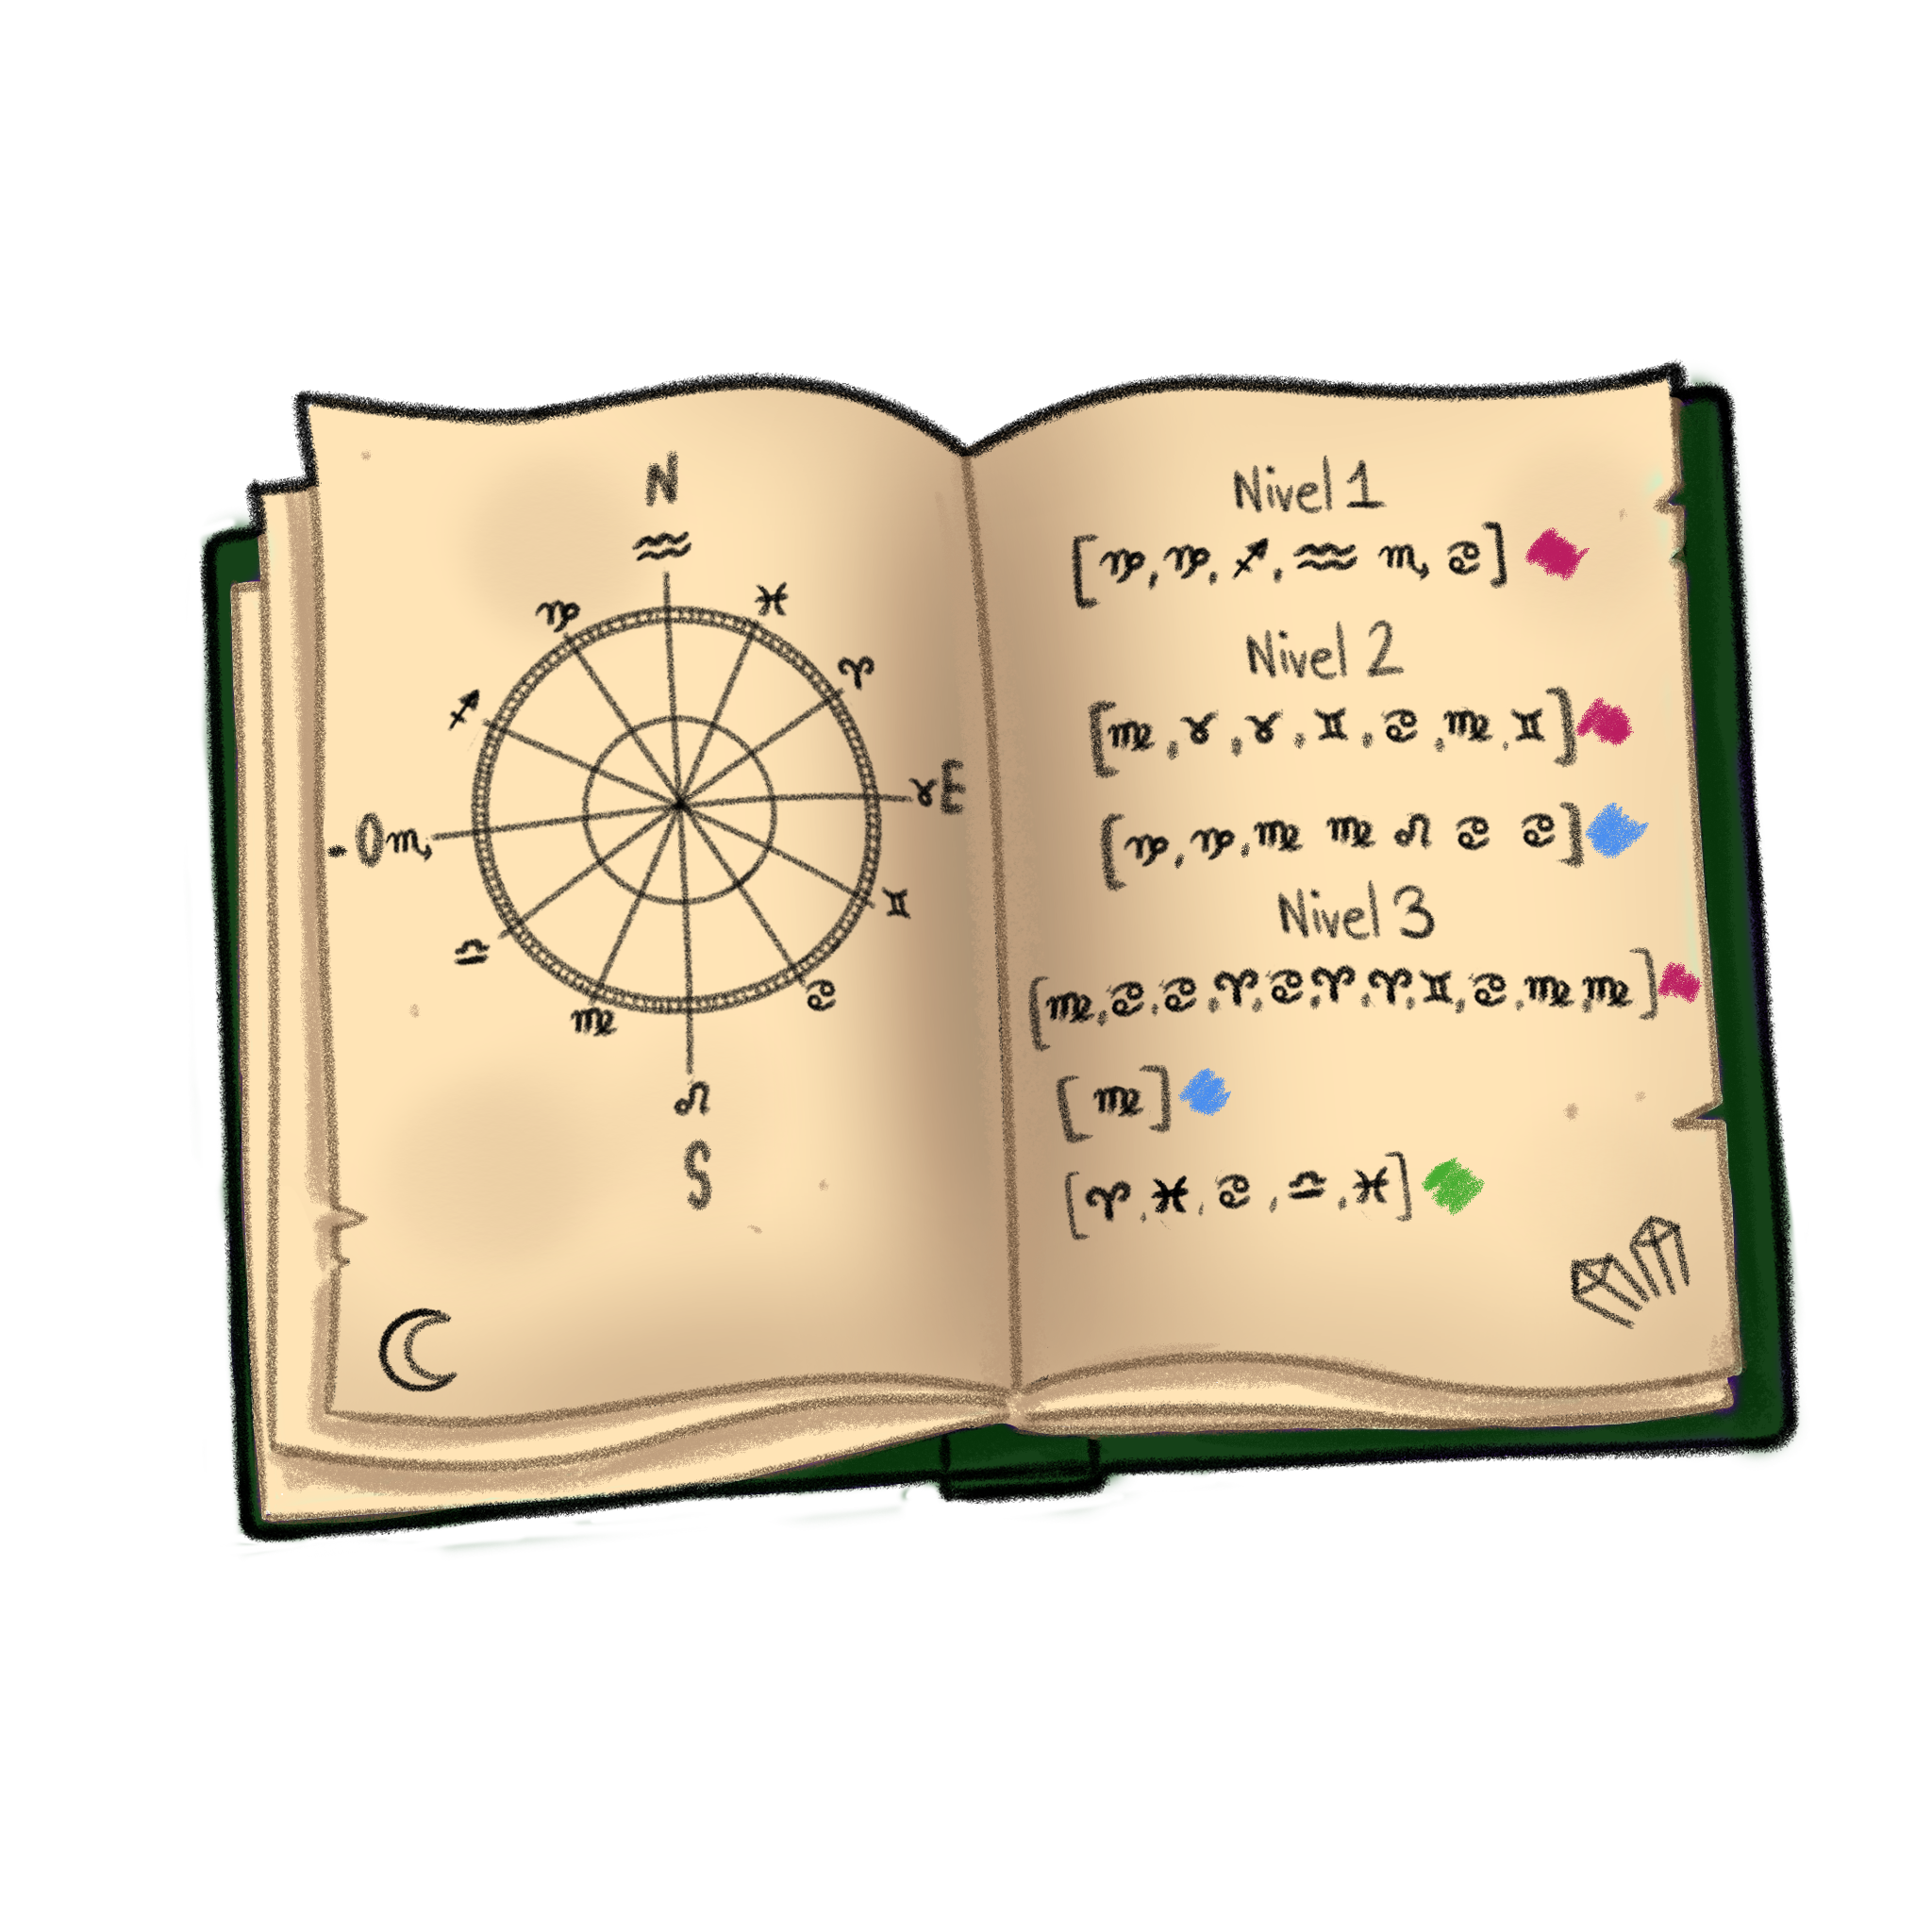 N
♒
♑ ♓
♐ ♈
O ♏ ♉ E
♎ ♊
♍ ♋
♌
S
Nivel 1
[♑, ♑, ♐, ♒ ♏ ♋]
Nivel 2
[♍, ♉, ♉, ♊, ♋, ♍, ♊]
[♑, ♑, ♍ ♍ ♌ ♋ ♋]
Nivel 3
[♍, ♋, ♋, ♈, ♋, ♈, ♈, ♊, ♋, ♍, ♍]
[♍]
[♈, ♓, ♋, ♎, ♓]